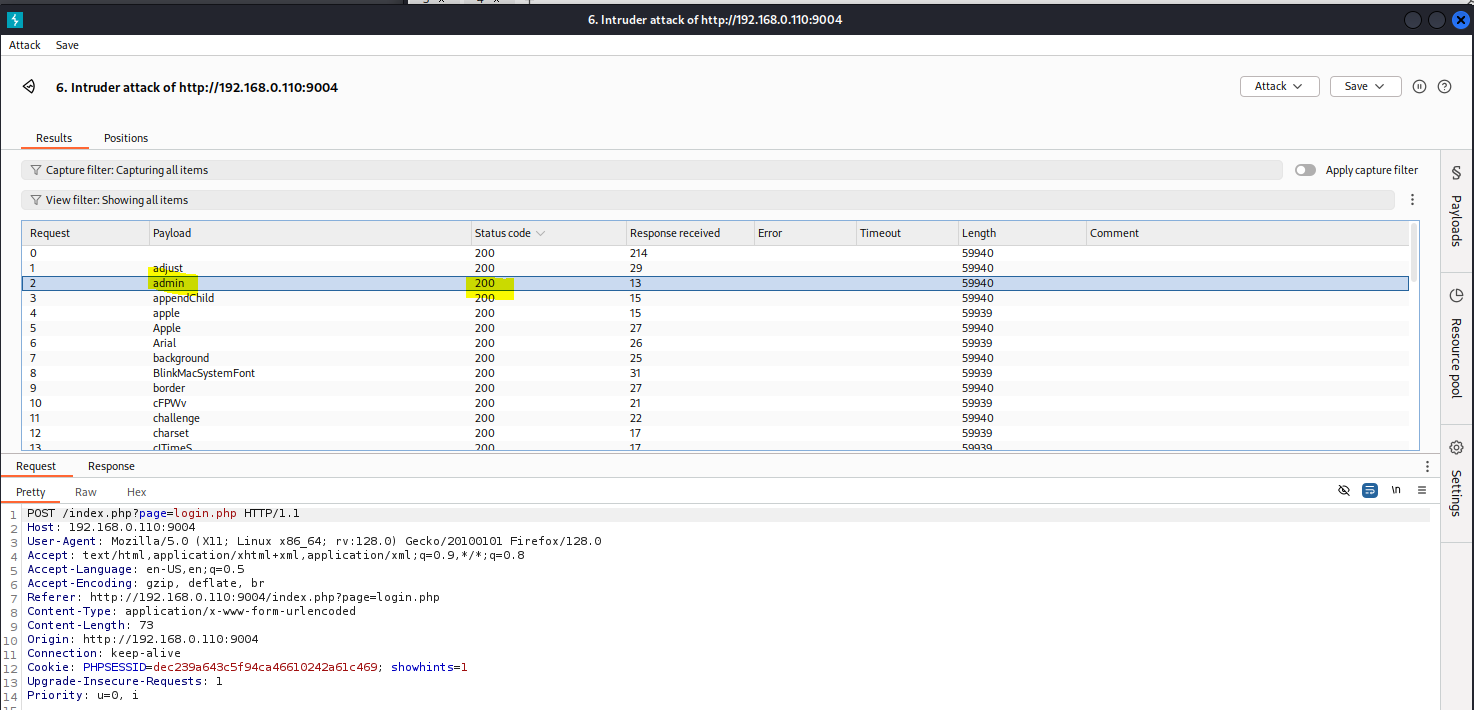 6. Intruder attack of http://192.168.0.110:9004
Attack Save
6. Intruder attack of http://192.168.0.110:9004
Attack Save
Results Positions
Capture filter: Capturing all items Apply capture filter
View filter: Showing all items
Request Payload Status code Response received Error Timeout Length Comment
0 200 214 59940
1 adjust 200 29 59940
2 admin 200 13 59940
3 appendChild 200 15 59940
4 apple 200 15 59939
5 Apple 200 27 59940
6 Arial 200 26 59939
7 background 200 25 59940
8 BlinkMacSystemFont 200 31 59939
9 border 200 27 59940
10 cFPWv 200 21 59939
11 challenge 200 22 59940
12 charset 200 17 59939
13 clTimeS 200 17 59939
Payloads
Resource pool
Settings
Request Response
Pretty Raw Hex
\n
1 POST /index.php?page=login.php HTTP/1.1
2 Host: 192.168.0.110:9004
3 User-Agent: Mozilla/5.0 (X11; Linux x86_64; rv:128.0) Gecko/20100101 Firefox/128.0
4 Accept: text/html,application/xhtml+xml,application/xml;q=0.9,*/*;q=0.8
5 Accept-Language: en-US,en;q=0.5
6 Accept-Encoding: gzip, deflate, br
7 Referer: http://192.168.0.110:9004/index.php?page=login.php
8 Content-Type: application/x-www-form-urlencoded
9 Content-Length: 73
10 Origin: http://192.168.0.110:9004
11 Connection: keep-alive
12 Cookie: PHPSESSID=dec239a643c5f94ca46610242a61c469; showhints=1
13 Upgrade-Insecure-Requests: 1
14 Priority: u=0, i
15